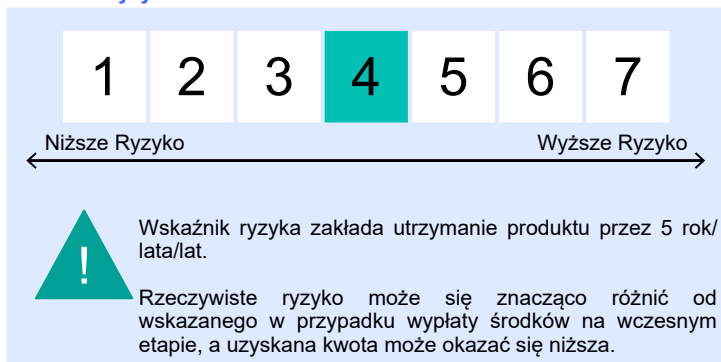 1 2 3 4 5 6 7
Niższe Ryzyko Wyższe Ryzyko
!
Wskaźnik ryzyka zakłada utrzymanie produktu przez 5 rok/
lata/lat.
Rzeczywiste ryzyko może się znacząco różnić od
wskazanego w przypadku wypłaty środków na wczesnym
etapie, a uzyskana kwota może okazać się niższa.